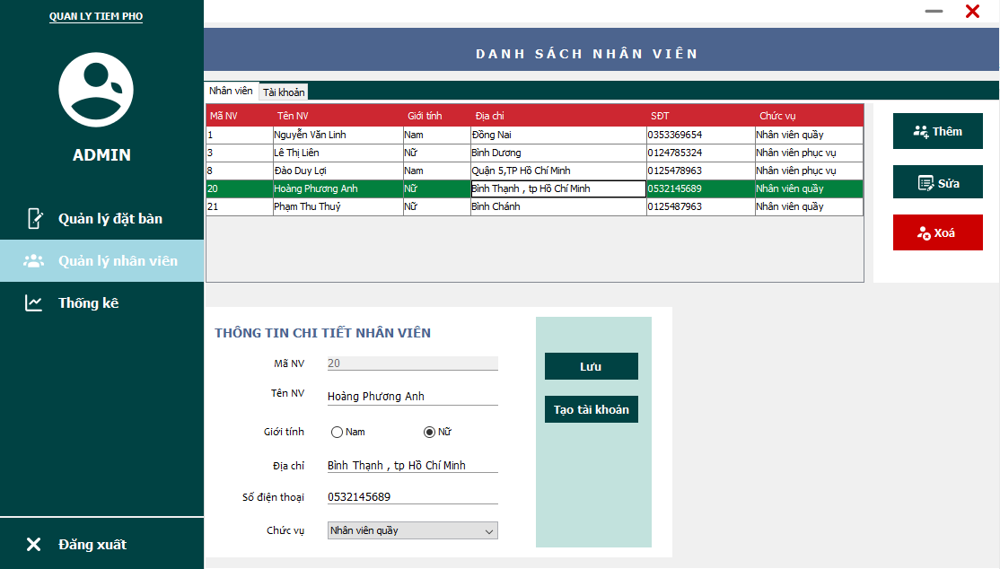 QUAN LY TIEM PHO
ADMIN
Quản lý đặt bàn
Quản lý nhân viên
Thống kê
Đăng xuất
DANH SÁCH NHÂN VIÊN
Nhân viên Tài khoản
Mã NV Tên NV Giới tính Địa chỉ SĐT Chức vụ
1 Nguyễn Văn Linh Nam Đồng Nai 0353369654 Nhân viên quầy
3 Lê Thị Liên Nữ Bình Dương 0124785324 Nhân viên phục vụ
8 Đào Duy Lợi Nam Quận 5,TP Hồ Chí Minh 0125478963 Nhân viên phục vụ
20 Hoàng Phương Anh Nữ Bình Thạnh , tp Hồ Chí Minh 0532145689 Nhân viên quầy
21 Phạm Thu Thuỷ Nữ Bình Chánh 0125487963 Nhân viên quầy
Thêm
Sửa
Xoá
THÔNG TIN CHI TIẾT NHÂN VIÊN
Mã NV 20
Tên NV Hoàng Phương Anh
Giới tính Nam Nữ
Địa chỉ Bình Thạnh , tp Hồ Chí Minh
Số điện thoại 0532145689
Chức vụ Nhân viên quầy
Lưu
Tạo tài khoản